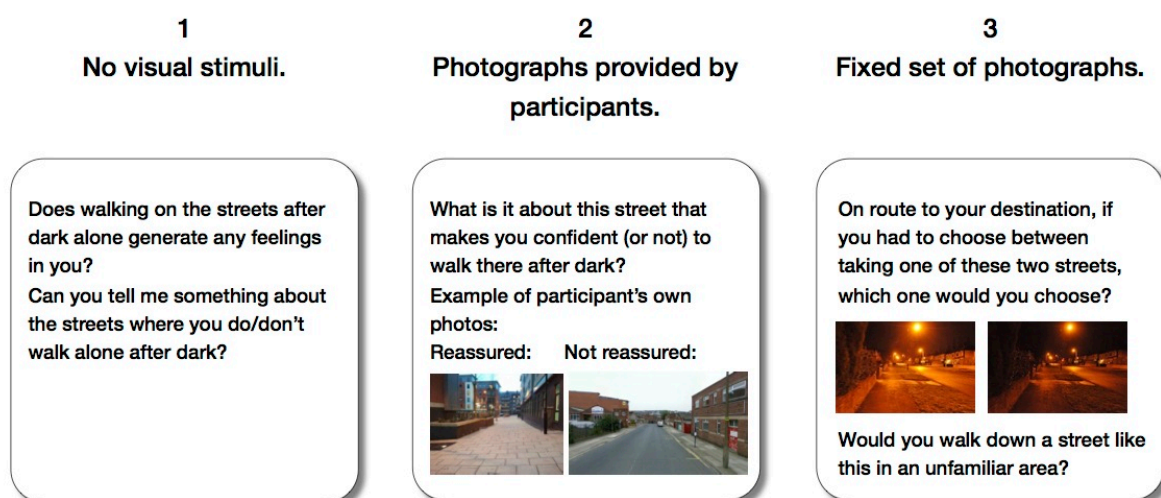 1
No visual stimuli.
Does walking on the streets after
dark alone generate any feelings
in you?
Can you tell me something about
the streets where you do/don't
walk alone after dark?
2
Photographs provided by
participants.
What is it about this street that
makes you confident (or not) to
walk there after dark?
Example of participant's own
photos:
Reassured: Not reassured:
3
Fixed set of photographs.
On route to your destination, if
you had to choose between
taking one of these two streets,
which one would you choose?
Would you walk down a street like
this in an unfamiliar area?